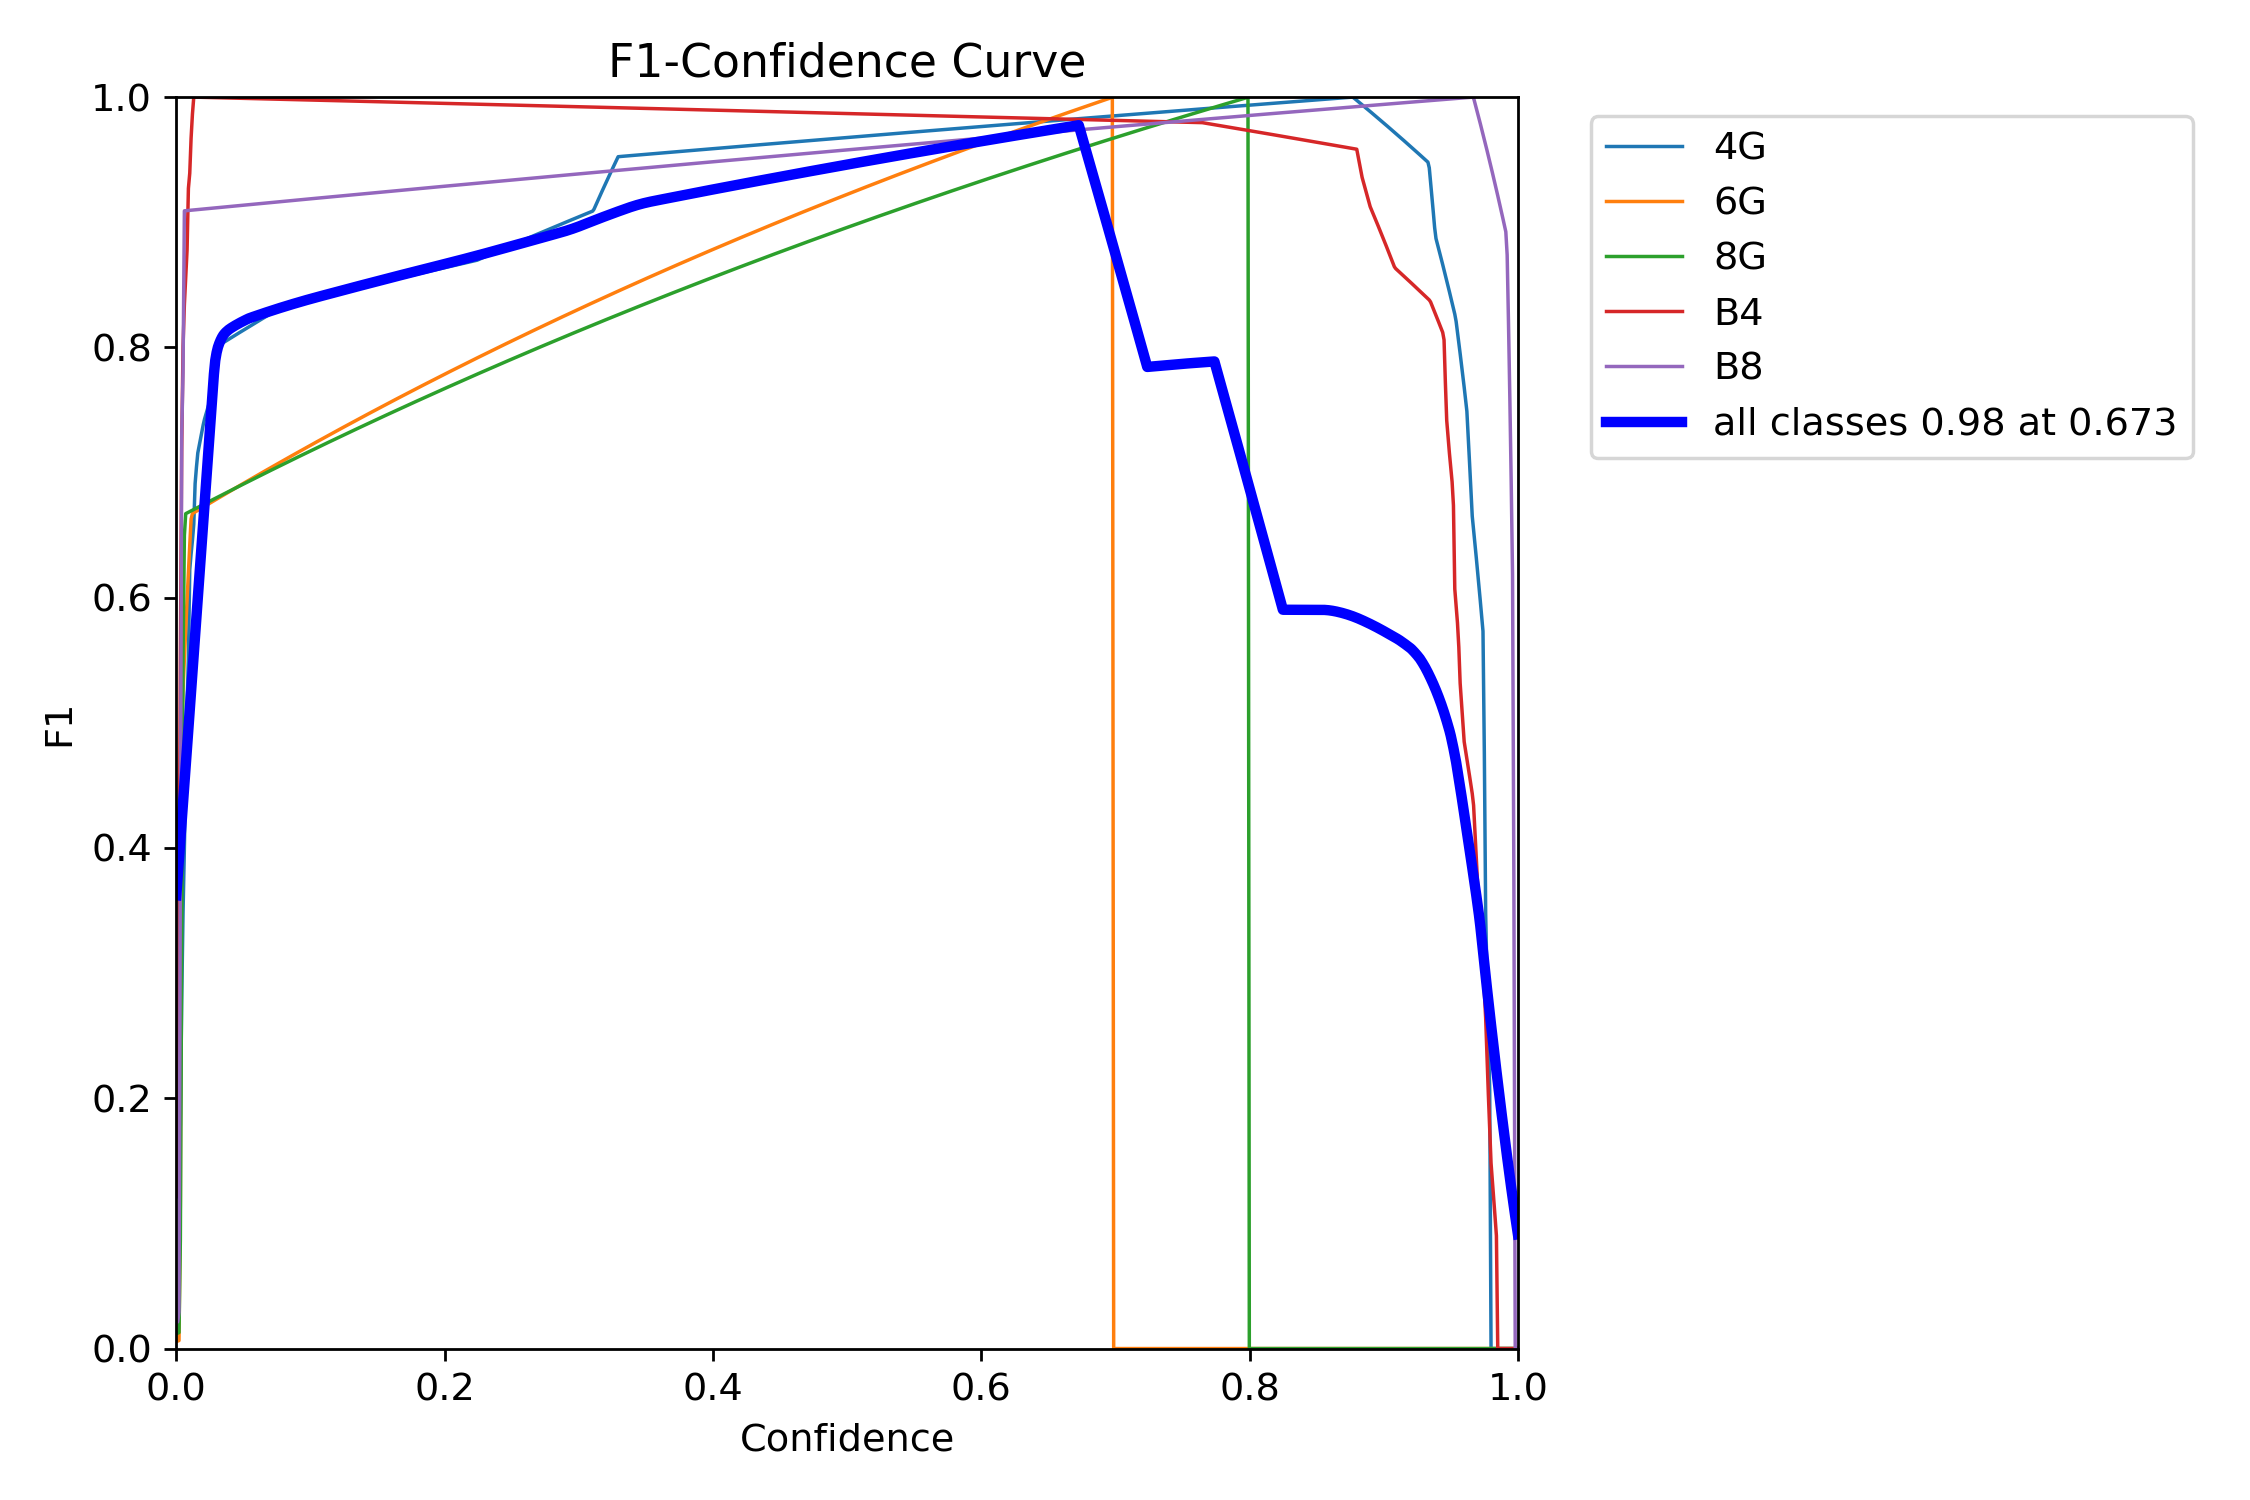 F1-Confidence Curve
1.0
0.8
0.6
0.4
0.2
0.0
F1
0.0 0.2 0.4 0.6 0.8 1.0
Confidence
4G
6G
8G
B4
B8
all classes 0.98 at 0.673